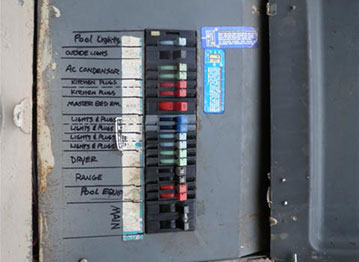 Pool Lights
OUTSIDE LIGHTS
AC CONDENSOR
KITCHEN PLUGS
KITCHEN PLUGS
MASTER BED RM.
LIGHTS & PLUGS
LIGHTS & PLUGS
LIGHTS & PLUGS
LIGHTS & PLUGS
DRYER
RANGE
POOL EQUIP
MAIN